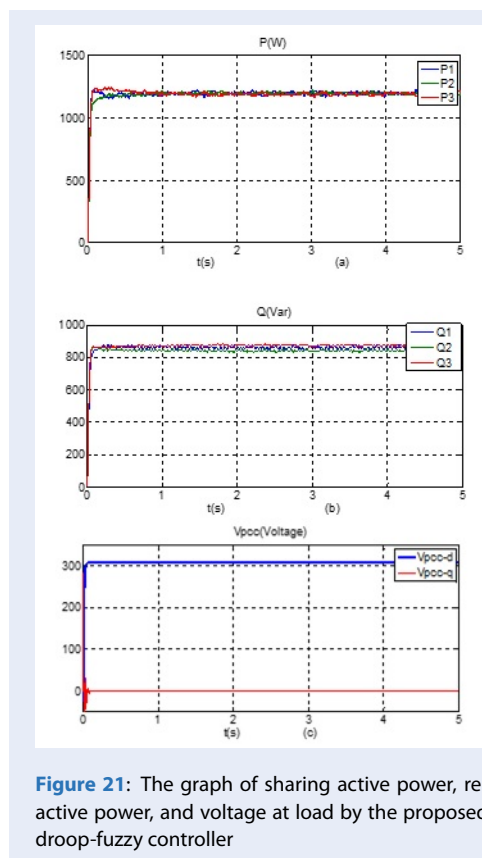 P(W)
1500
1000
500
0
P1
P2
P3
0 1 2 3 4 5
t(s) (a)
Q(Var)
1000
800
600
400
200
0
Q1
Q2
Q3
0 1 2 3 4 5
t(s) (b)
Vpcc(Voltage)
300
200
100
0
Vpcc-d
Vpcc-q
0 1 2 3 4 5
t(s) (c)
Figure 21: The graph of sharing active power, re
active power, and voltage at load by the proposed
droop-fuzzy controller